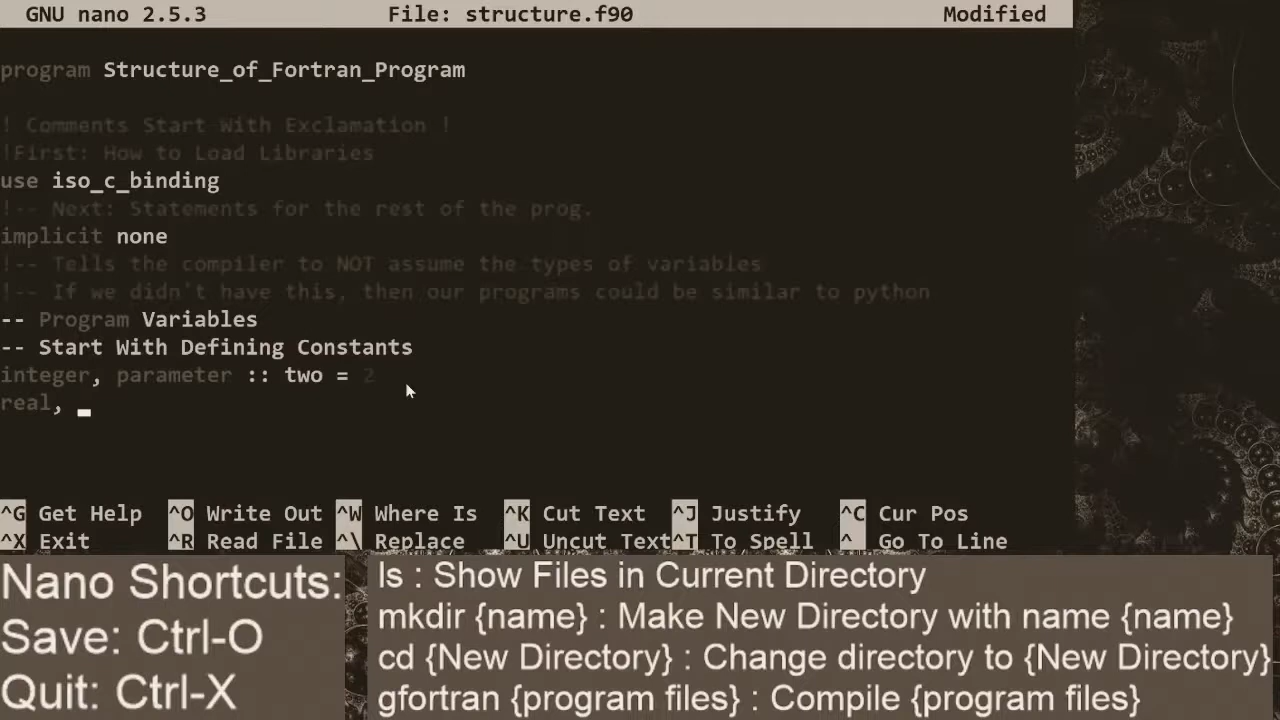 GNU nano 2.5.3 File: structure.f90 Modified
program Structure_of_Fortran_Program
! Comments Start With Exclamation !
!First: How to Load Libraries
use iso_c_binding
!-- Next: Statements for the rest of the prog.
implicit none
!-- Tells the compiler to NOT assume the types of variables
!-- If we didn't have this, then our programs could be similar to python
-- Program Variables
-- Start With Defining Constants
integer, parameter :: two = 2
real,
^G Get Help ^O Write Out ^W Where Is ^K Cut Text ^J Justify ^C Cur Pos
^X Exit ^R Read File ^\ Replace ^U Uncut Text ^T To Spell ^_ Go To Line
Nano Shortcuts:
Save: Ctrl-O
Quit: Ctrl-X
ls : Show Files in Current Directory
mkdir {name} : Make New Directory with name {name}
cd {New Directory} : Change directory to {New Directory}
gfortran {program files} : Compile {program files}